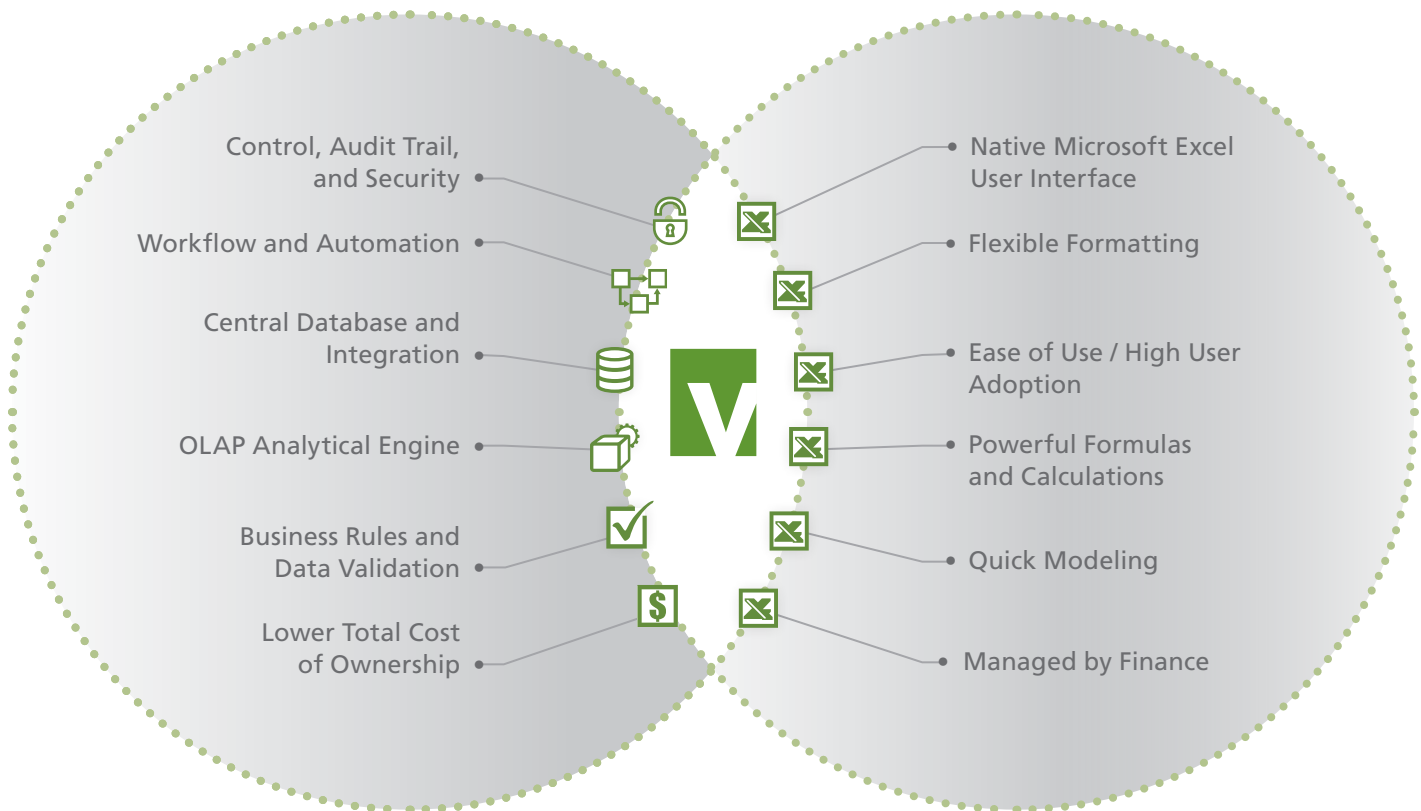 Control, Audit Trail,
and Security
Workflow and Automation
Central Database and
Integration
OLAP Analytical Engine
Business Rules and
Data Validation
Lower Total Cost
of Ownership
$
V
Native Microsoft Excel
User Interface
Flexible Formatting
Ease of Use / High User
Adoption
Powerful Formulas
and Calculations
Quick Modeling
Managed by Finance